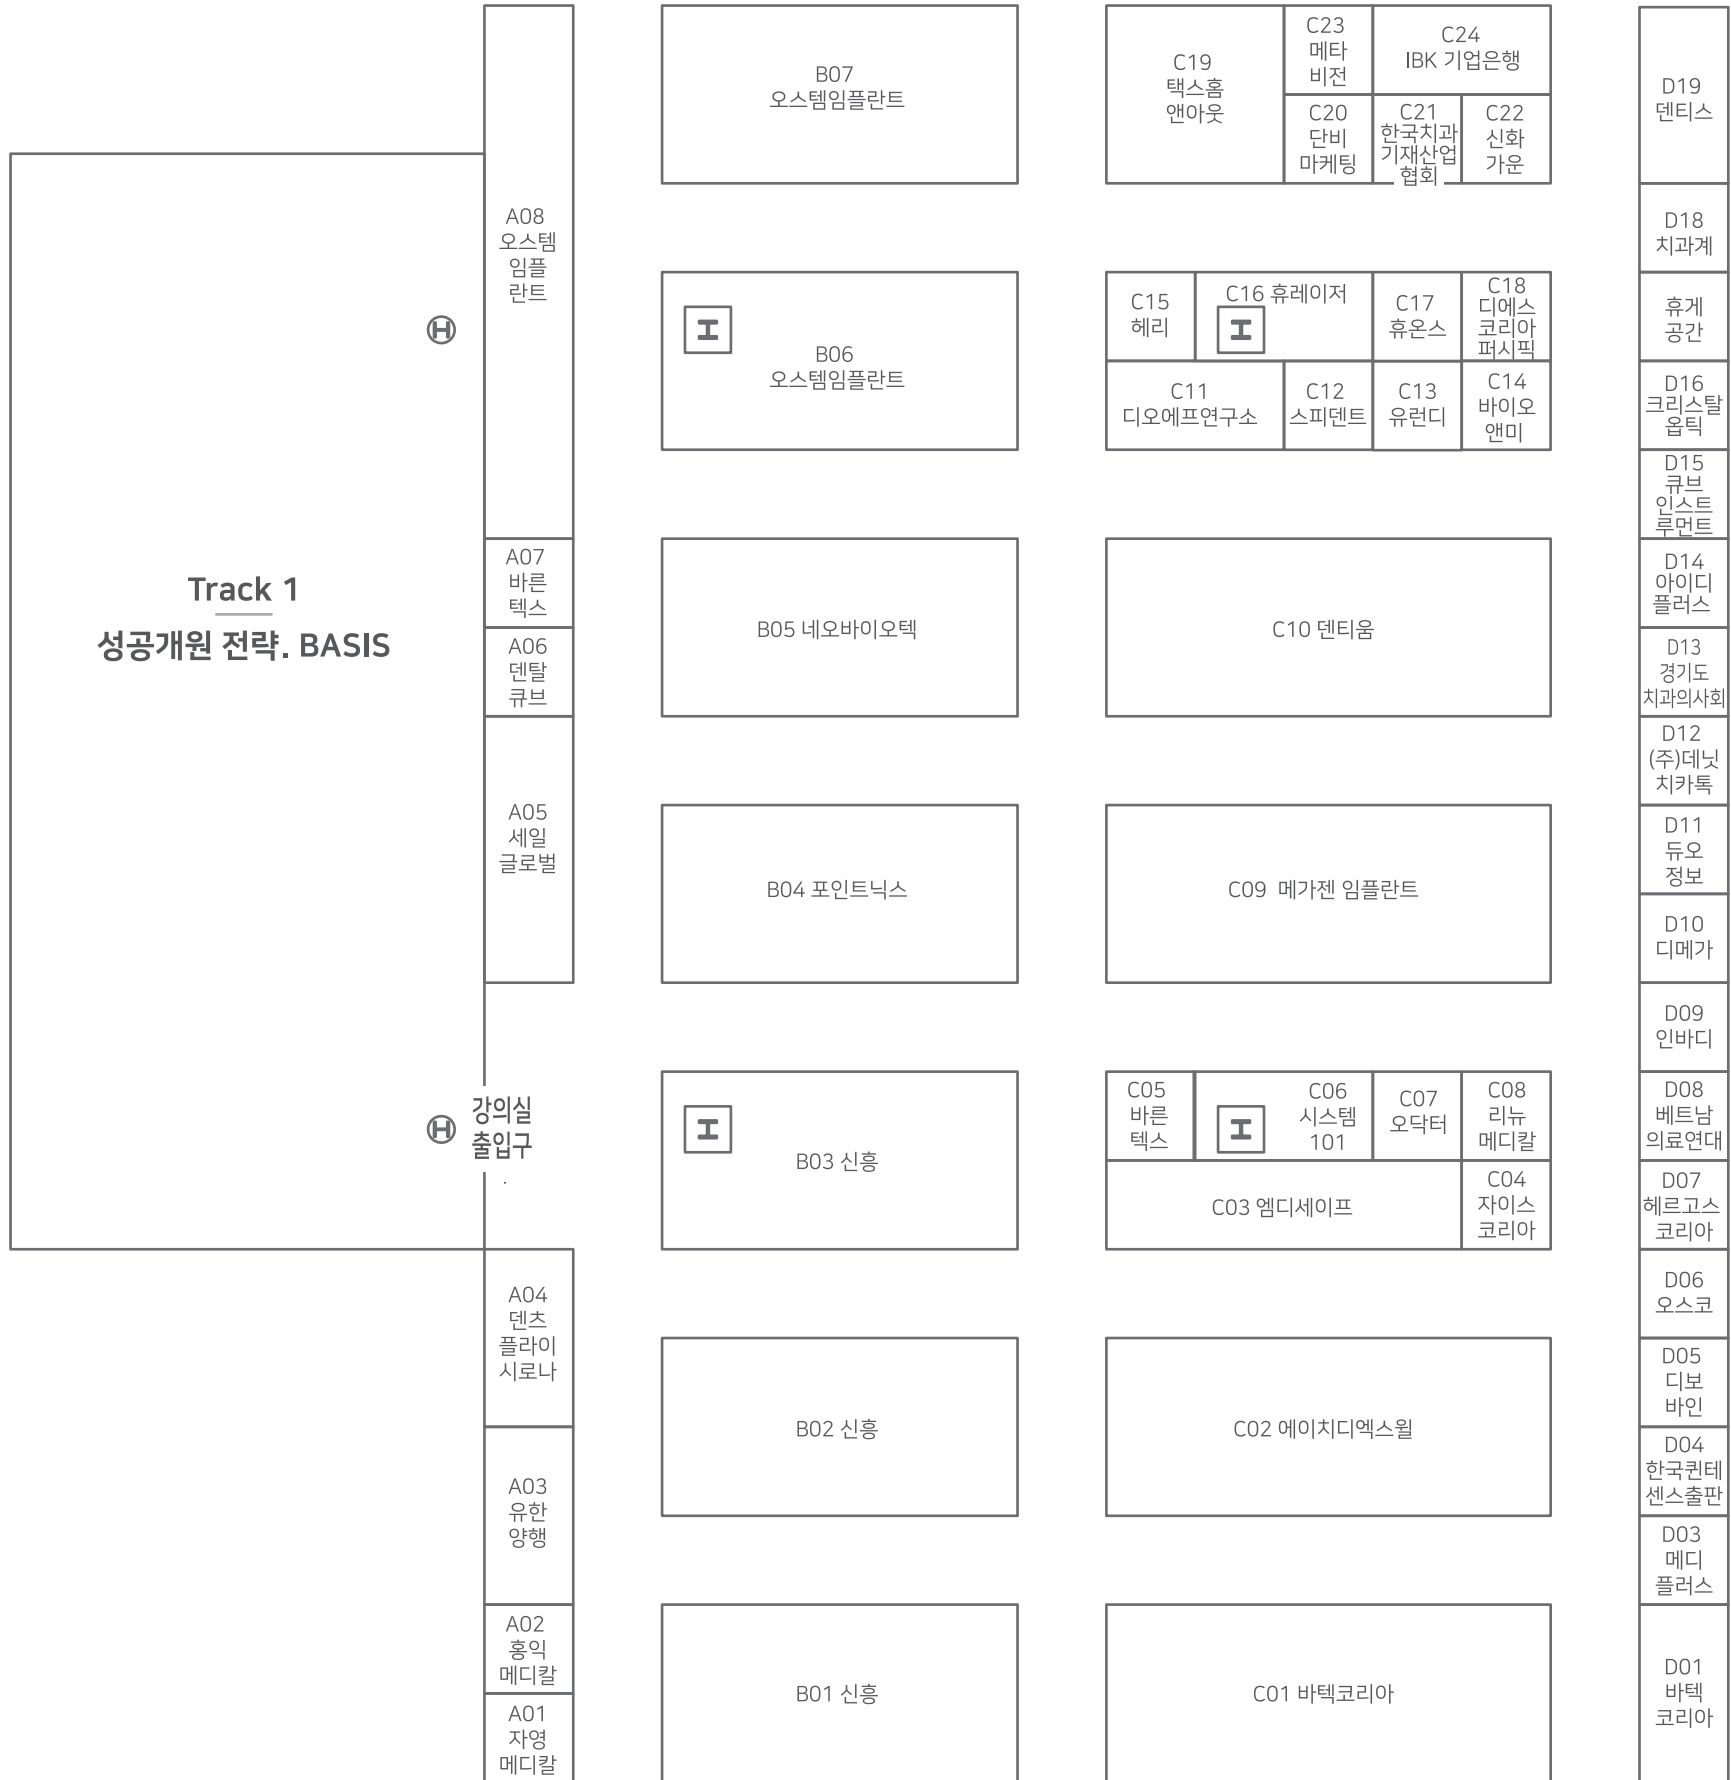 Track 1
성공개원 전략. BASIS
강의실
출입구
A08
오스템
임플
란트
A07
바른
텍스
A06
덴탈
큐브
A05
세일
글로벌
A04
덴츠
플라이
시로나
A03
유한
양행
A02
홍익
메디칼
A01
자영
메디칼
B07
오스템임플란트
B06
오스템임플란트
B05 네오바이오텍
B04 포인트닉스
B03 신흥
B02 신흥
B01 신흥
C19
택스홈
앤아웃
C23
메타
비전
C24
IBK 기업은행
C20
단비
마케팅
C21
한국치과
기재산업
협회
C22
신화
가운
C15
헤리
C16 휴레이저
C17
휴온스
C18
디에스
코리아
퍼시픽
C11
디오에프연구소
C12
스피덴트
C13
유런디
C14
바이오
앤미
C10 덴티움
C09 메가젠 임플란트
C05
바른
텍스
C06
시스템
101
C07
오닥터
C08
리뉴
메디칼
C03 엠디세이프
C04
자이스
코리아
C02 에이치디엑스윌
C01 바텍코리아
D19
덴티스
D18
치과계
휴게
공간
D16
크리스탈
옵틱
D15
큐브
인스트
루먼트
D14
아이디
플러스
D13
경기도
치과의사회
D12
(주)데닛
치카톡
D11
듀오
정보
D10
디메가
D09
인바디
D08
베트남
의료연대
D07
헤르고스
코리아
D06
오스코
D05
디보
바인
D04
한국퀸테
센스출판
D03
메디
플러스
D01
바텍
코리아